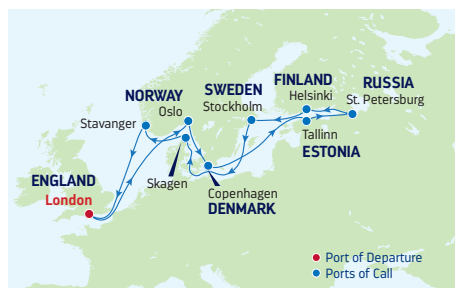 NORWAY
Oslo
Stavanger
SWEDEN
Stockholm
FINLAND
Helsinki
RUSSIA
St. Petersburg
Tallinn
ESTONIA
ENGLAND
London
Skagen
Copenhagen
DENMARK
Port of Departure
Ports of Call